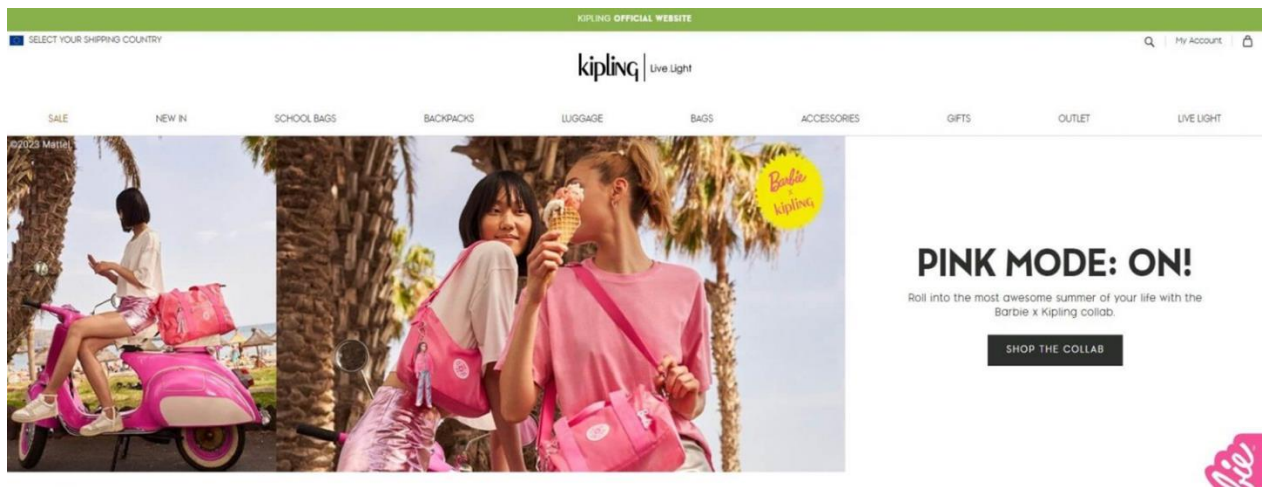 KIPLING OFFICIAL WEBSITE
SELECT YOUR SHIPPING COUNTRY
My Account
kipling | Live.Light
SALE NEW IN SCHOOL BAGS BACKPACKS LUGGAGE BAGS ACCESSORIES GIFTS OUTLET LIVE LIGHT
©2023 Mattel
Barbie
x
kipling
PINK MODE: ON!
Roll into the most awesome summer of your life with the
Barbie x Kipling collab.
SHOP THE COLLAB